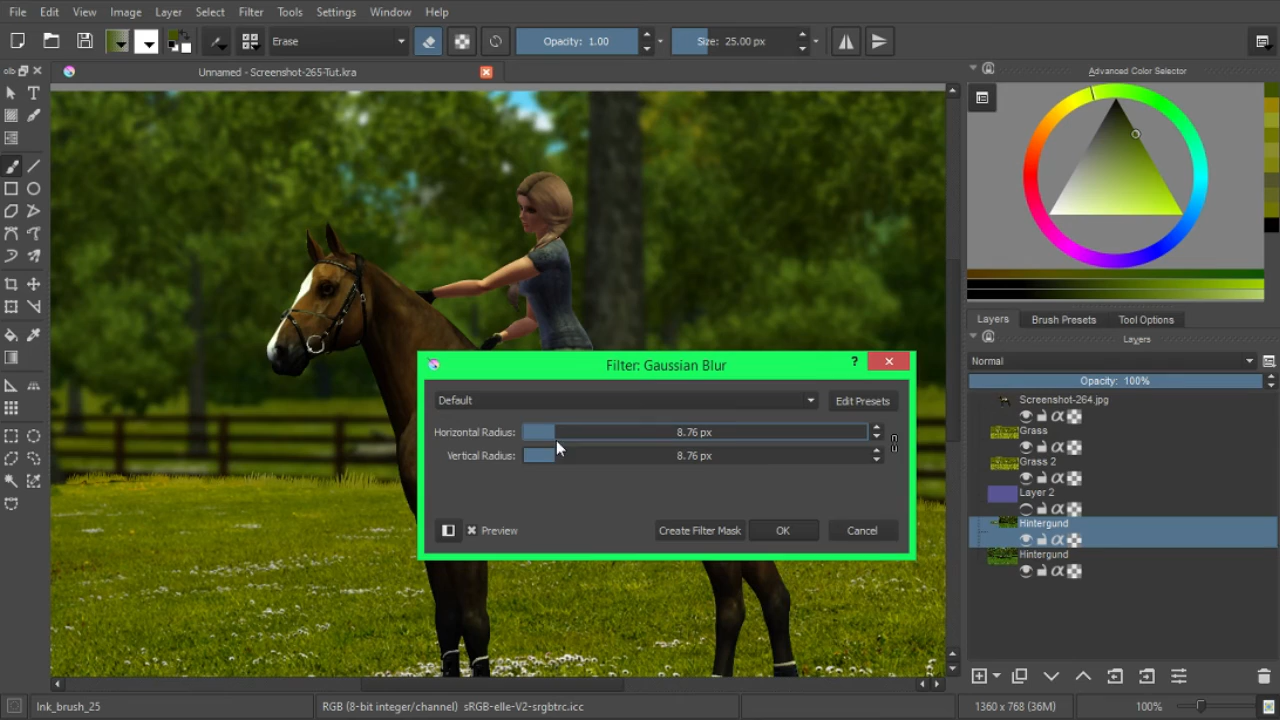 File Edit View Image Layer Select Filter Tools Settings Window Help
Erase Opacity: 1.00 Size: 25.00 px
Unnamed - Screenshot-265-Tut.kra
Advanced Color Selector
Layers Brush Presets Tool Options
Layers
Normal
Opacity: 100%
Screenshot-264.jpg
Grass
Grass 2
Layer 2
Hintergund
Hintergund
Filter: Gaussian Blur ?
Default Edit Presets
Horizontal Radius: 8.76 px
Vertical Radius: 8.76 px
Preview Create Filter Mask OK Cancel
Ink_brush_25 RGB (8-bit integer/channel) sRGB-elle-V2-srgbtrc.icc 1360 x 768 (36M) 100%